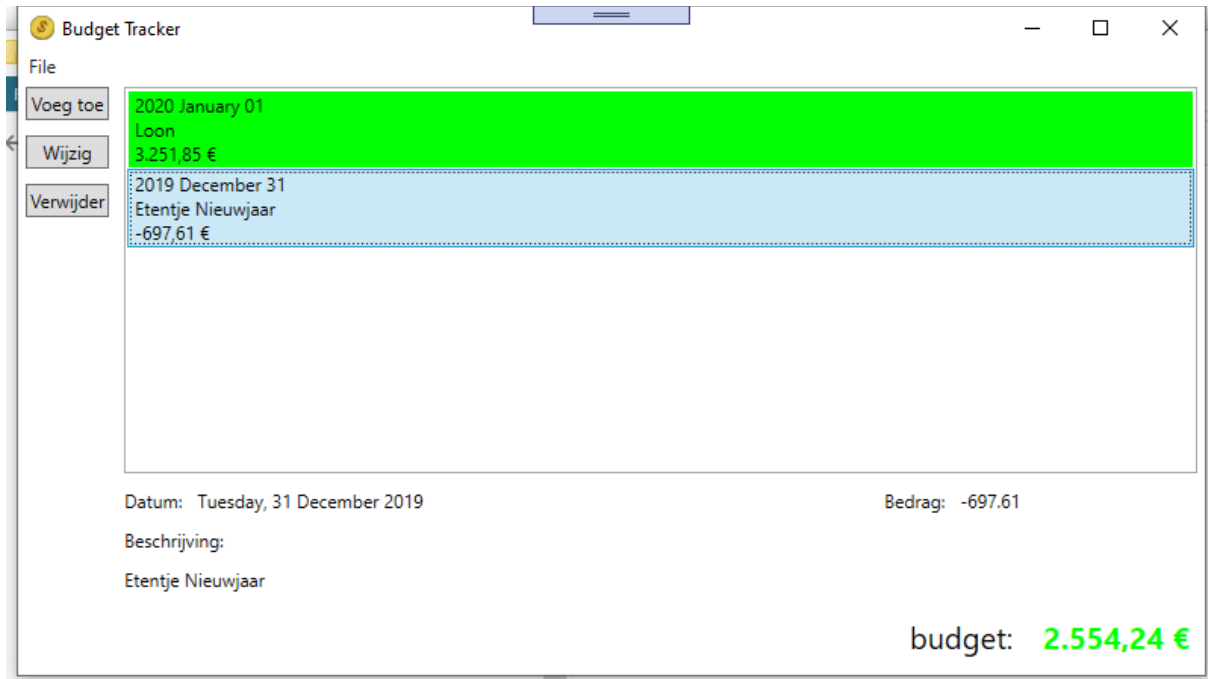 Budget Tracker
File
Voeg toe
Wijzig
Verwijder
2020 January 01
Loon
3.251,85 €
2019 December 31
Etentje Nieuwjaar
-697,61 €
Datum: Tuesday, 31 December 2019
Bedrag: -697.61
Beschrijving:
Etentje Nieuwjaar
budget: 2.554,24 €